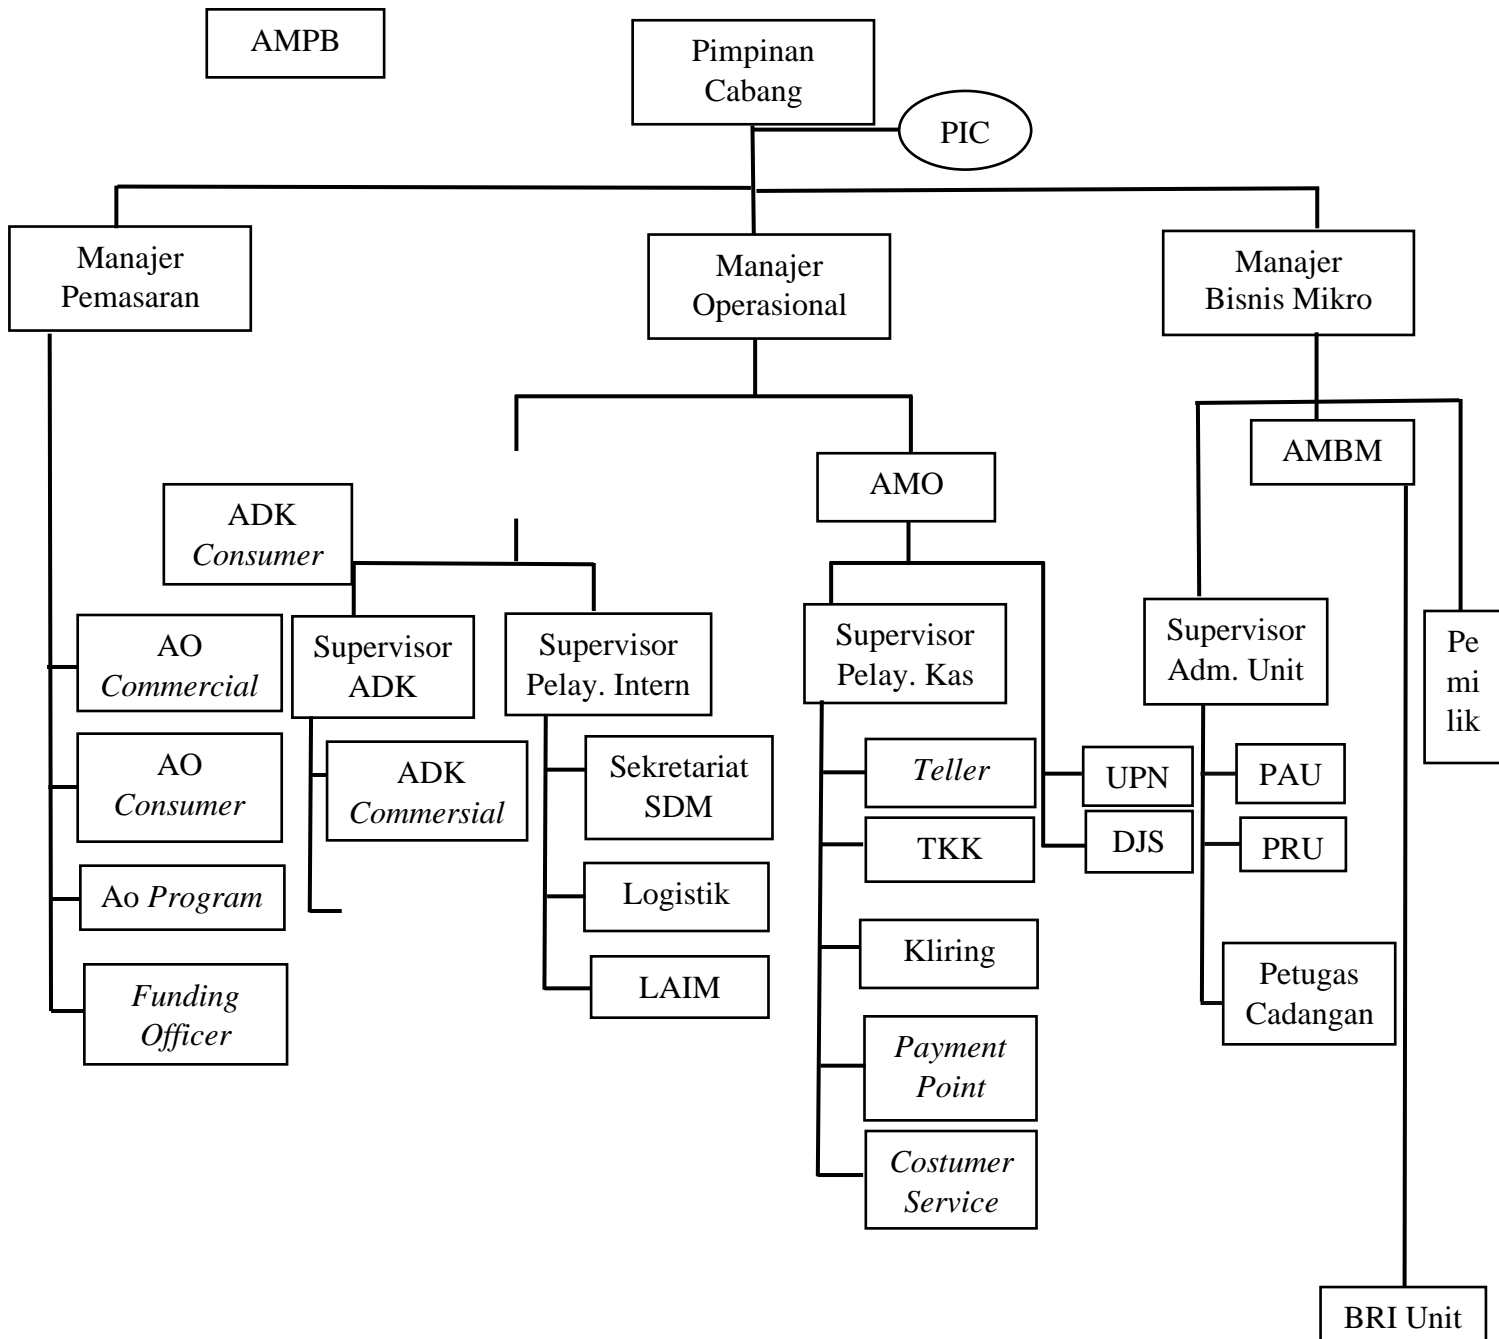 AMPB
Pimpinan
Cabang
PIC
Manajer
Pemasaran
Manajer
Operasional
Manajer
Bisnis Mikro
AMBM
AMO
ADK
Consumer
AO
Commercial
Supervisor
ADK
Supervisor
Pelay. Intern
Supervisor
Pelay. Kas
Supervisor
Adm. Unit
Pe
mi
lik
AO
Consumer
ADK
Commersial
Sekretariat
SDM
Teller
UPN
PAU
TKK
DJS
PRU
Ao Program
Logistik
Kliring
Petugas
Cadangan
Funding
Officer
LAIM
Payment
Point
Costumer
Service
BRI Unit